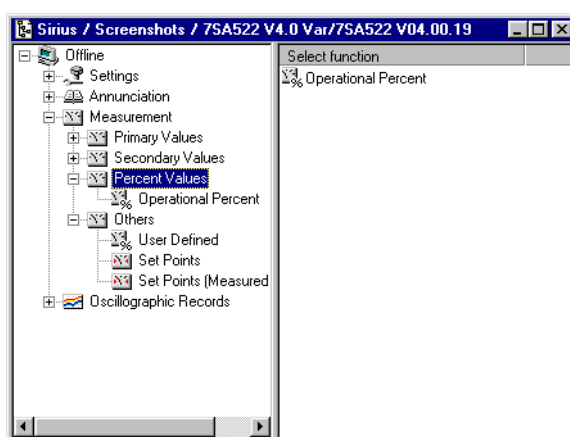 Sirius / Screenshots / 7SA522 V4.0 Var/7SA522 V04.00.19
Offline
Settings
Annunciation
Measurement
Primary Values
Secondary Values
Percent Values
Operational Percent
Others
User Defined
Set Points
Set Points (Measured
Oscillographic Records
Select function
Operational Percent